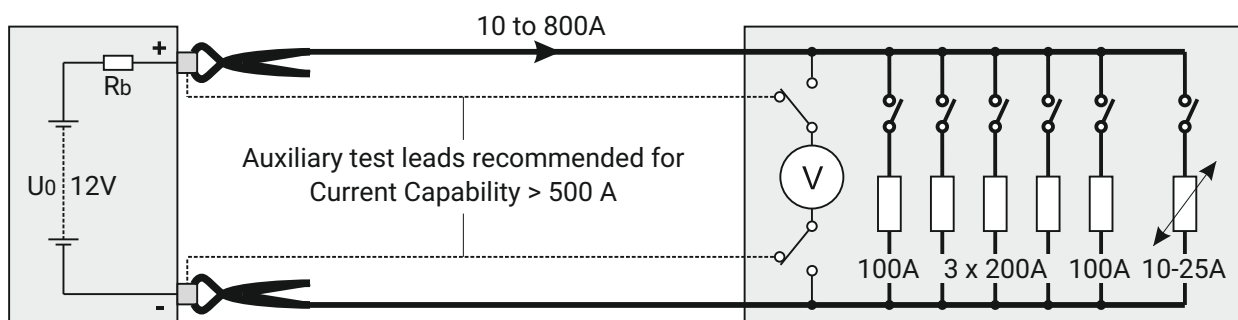 10 to 800A
+
Rb
U0 12V
Auxiliary test leads recommended for
Current Capability > 500 A
V
100A 3 x 200A 100A 10-25A
-